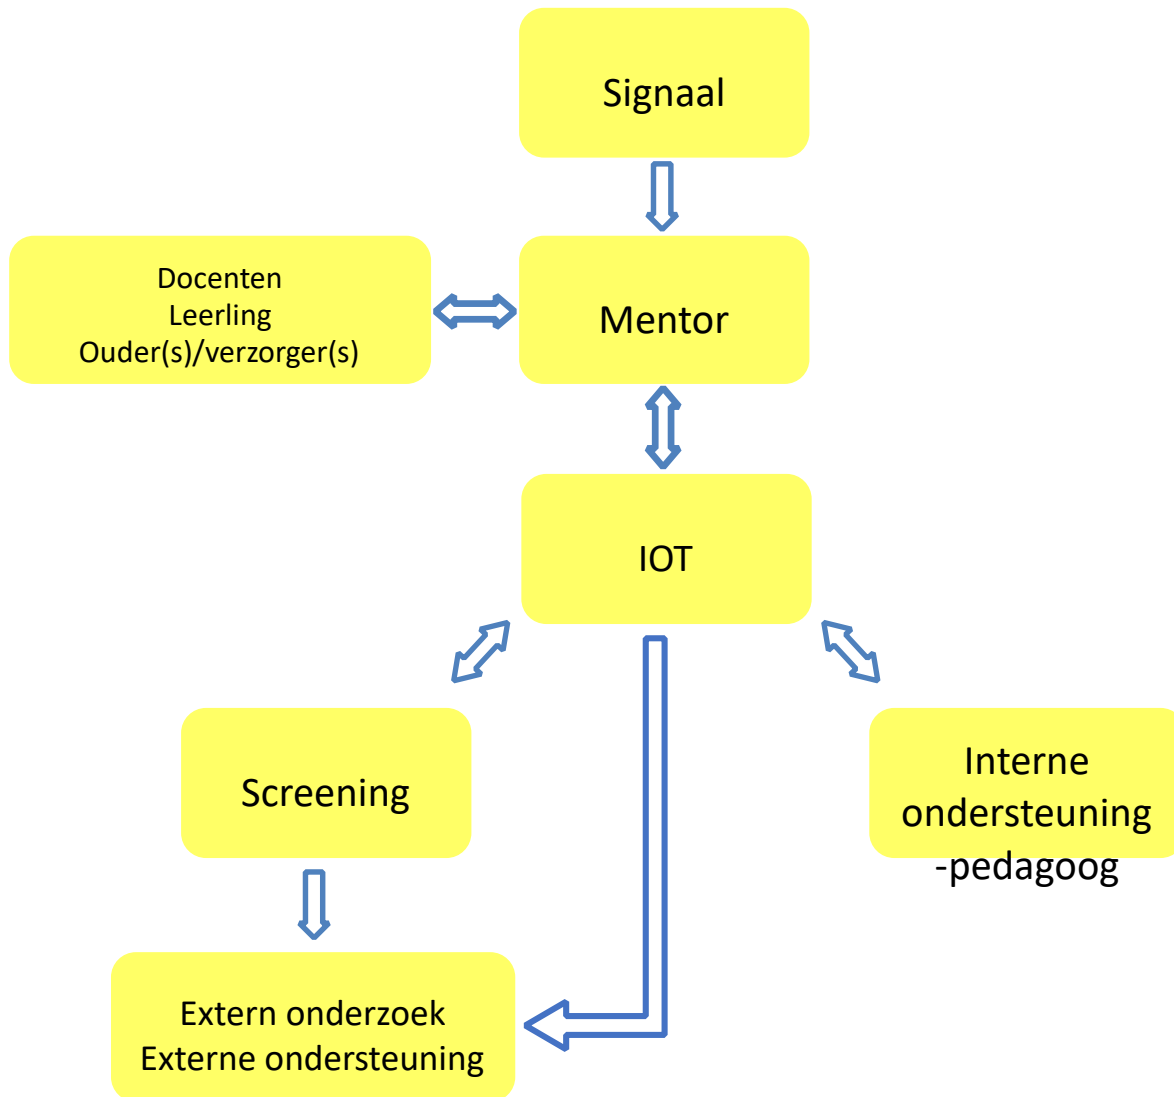 Signaal
Docenten
Leerling
Ouder(s)/verzorger(s)
Mentor
IOT
Screening
Interne
ondersteuning
-pedagoog
Extern onderzoek
Externe ondersteuning